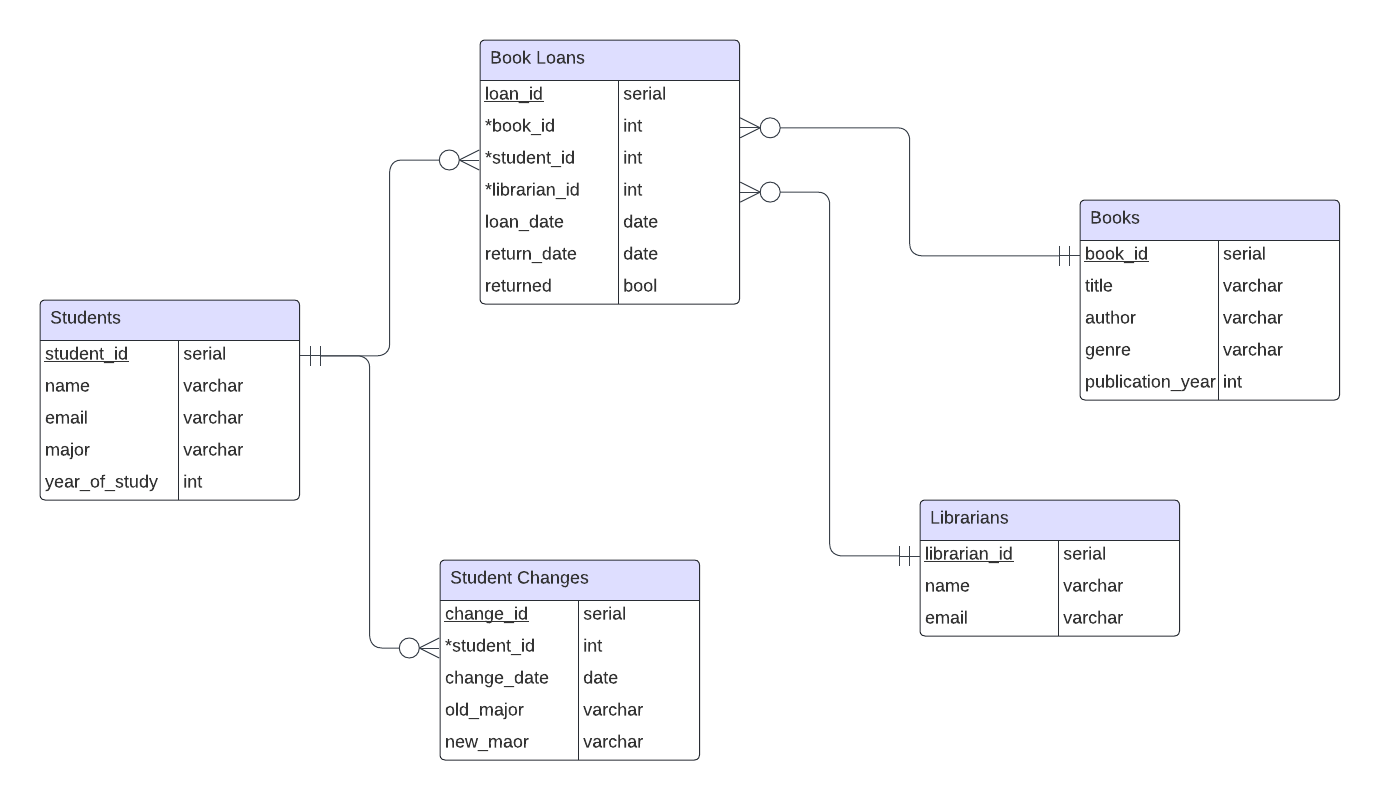 Book Loans
loan_id serial
*book_id int
*student_id int
*librarian_id int
loan_date date
return_date date
returned bool
Books
book_id serial
title varchar
author varchar
genre varchar
publication_year int
Students
student_id serial
name varchar
email varchar
major varchar
year_of_study int
Librarians
librarian_id serial
name varchar
email varchar
Student Changes
change_id serial
*student_id int
change_date date
old_major varchar
new_maor varchar